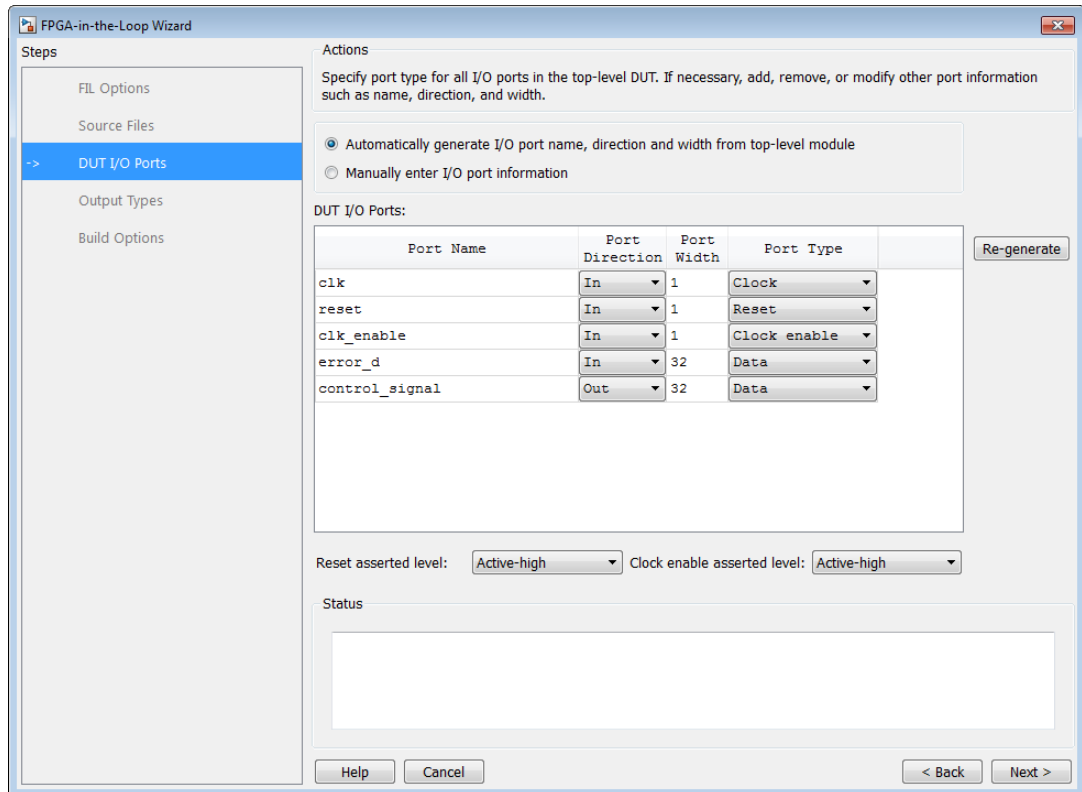 FPGA-in-the-Loop Wizard
Steps
FIL Options
Source Files
-> DUT I/O Ports
Output Types
Build Options
Actions
Specify port type for all I/O ports in the top-level DUT. If necessary, add, remove, or modify other port information
such as name, direction, and width.
Automatically generate I/O port name, direction and width from top-level module
Manually enter I/O port information
DUT I/O Ports:
Port Name Port Direction Port Width Port Type
clk In 1 Clock
reset In 1 Reset
clk_enable In 1 Clock enable
error_d In 32 Data
control_signal Out 32 Data
Re-generate
Reset asserted level: Active-high Clock enable asserted level: Active-high
Status
Help Cancel < Back Next >